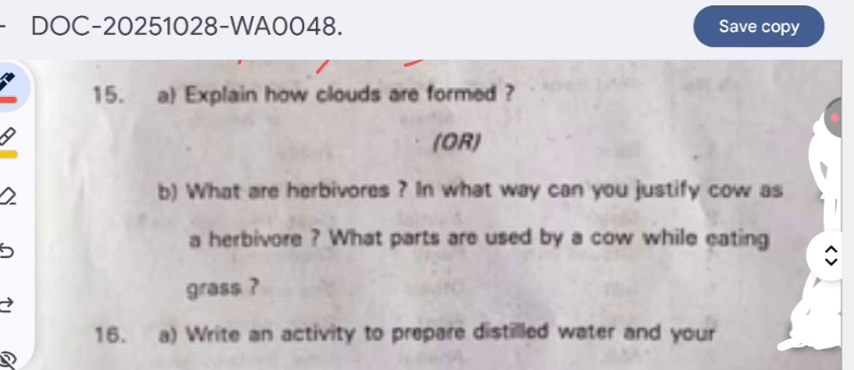 DOC-20251028-WA0048.
Save copy
15. a) Explain how clouds are formed ?
(OR)
b) What are herbivores ? In what way can you justify cow as
a herbivore ? What parts are used by a cow while eating
grass ?
16. a) Write an activity to prepare distilled water and your